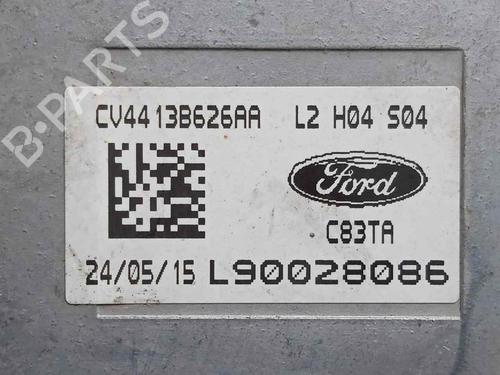 B-PARTS
CV4413B626AA L2 H04 S04
Ford
C83TA
24/05/15 L90028086